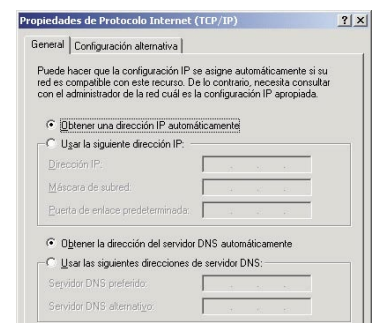 Propiedades de Protocolo Internet (TCP/IP)
General
Configuración alternativa
Puede hacer que la configuración IP se asigne automáticamente si su
red es compatible con este recurso. De lo contrario, necesita consultar
con el administrador de la red cuál es la configuración IP apropiada.
Obtener una dirección IP automáticamente
Usar la siguiente dirección IP:
Dirección IP:
Máscara de subred:
Puerta de enlace predeterminada:
Obtener la dirección del servidor DNS automáticamente
Usar las siguientes direcciones de servidor DNS:
Servidor DNS preferido:
Servidor DNS alternativo: